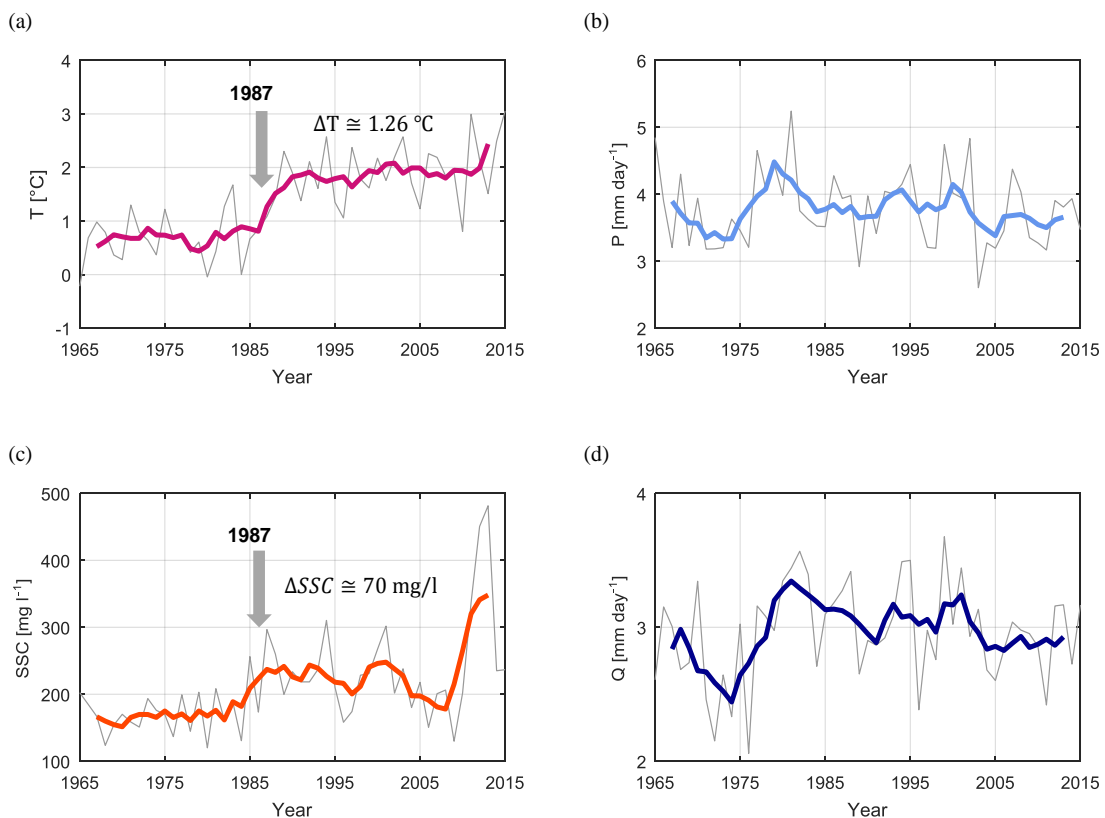 (a)
4
3
2
1
0
-1
T [°C]
1987
ΔT ≅ 1.26 °C
1965 1975 1985 1995 2005 2015
Year
(b)
6
5
4
3
2
P [mm day⁻¹]
1965 1975 1985 1995 2005 2015
Year
(c)
500
400
300
200
100
SSC [mg l⁻¹]
1987
ΔSSC ≅ 70 mg/l
1965 1975 1985 1995 2005 2015
Year
(d)
4
3
2
Q [mm day⁻¹]
1965 1975 1985 1995 2005 2015
Year